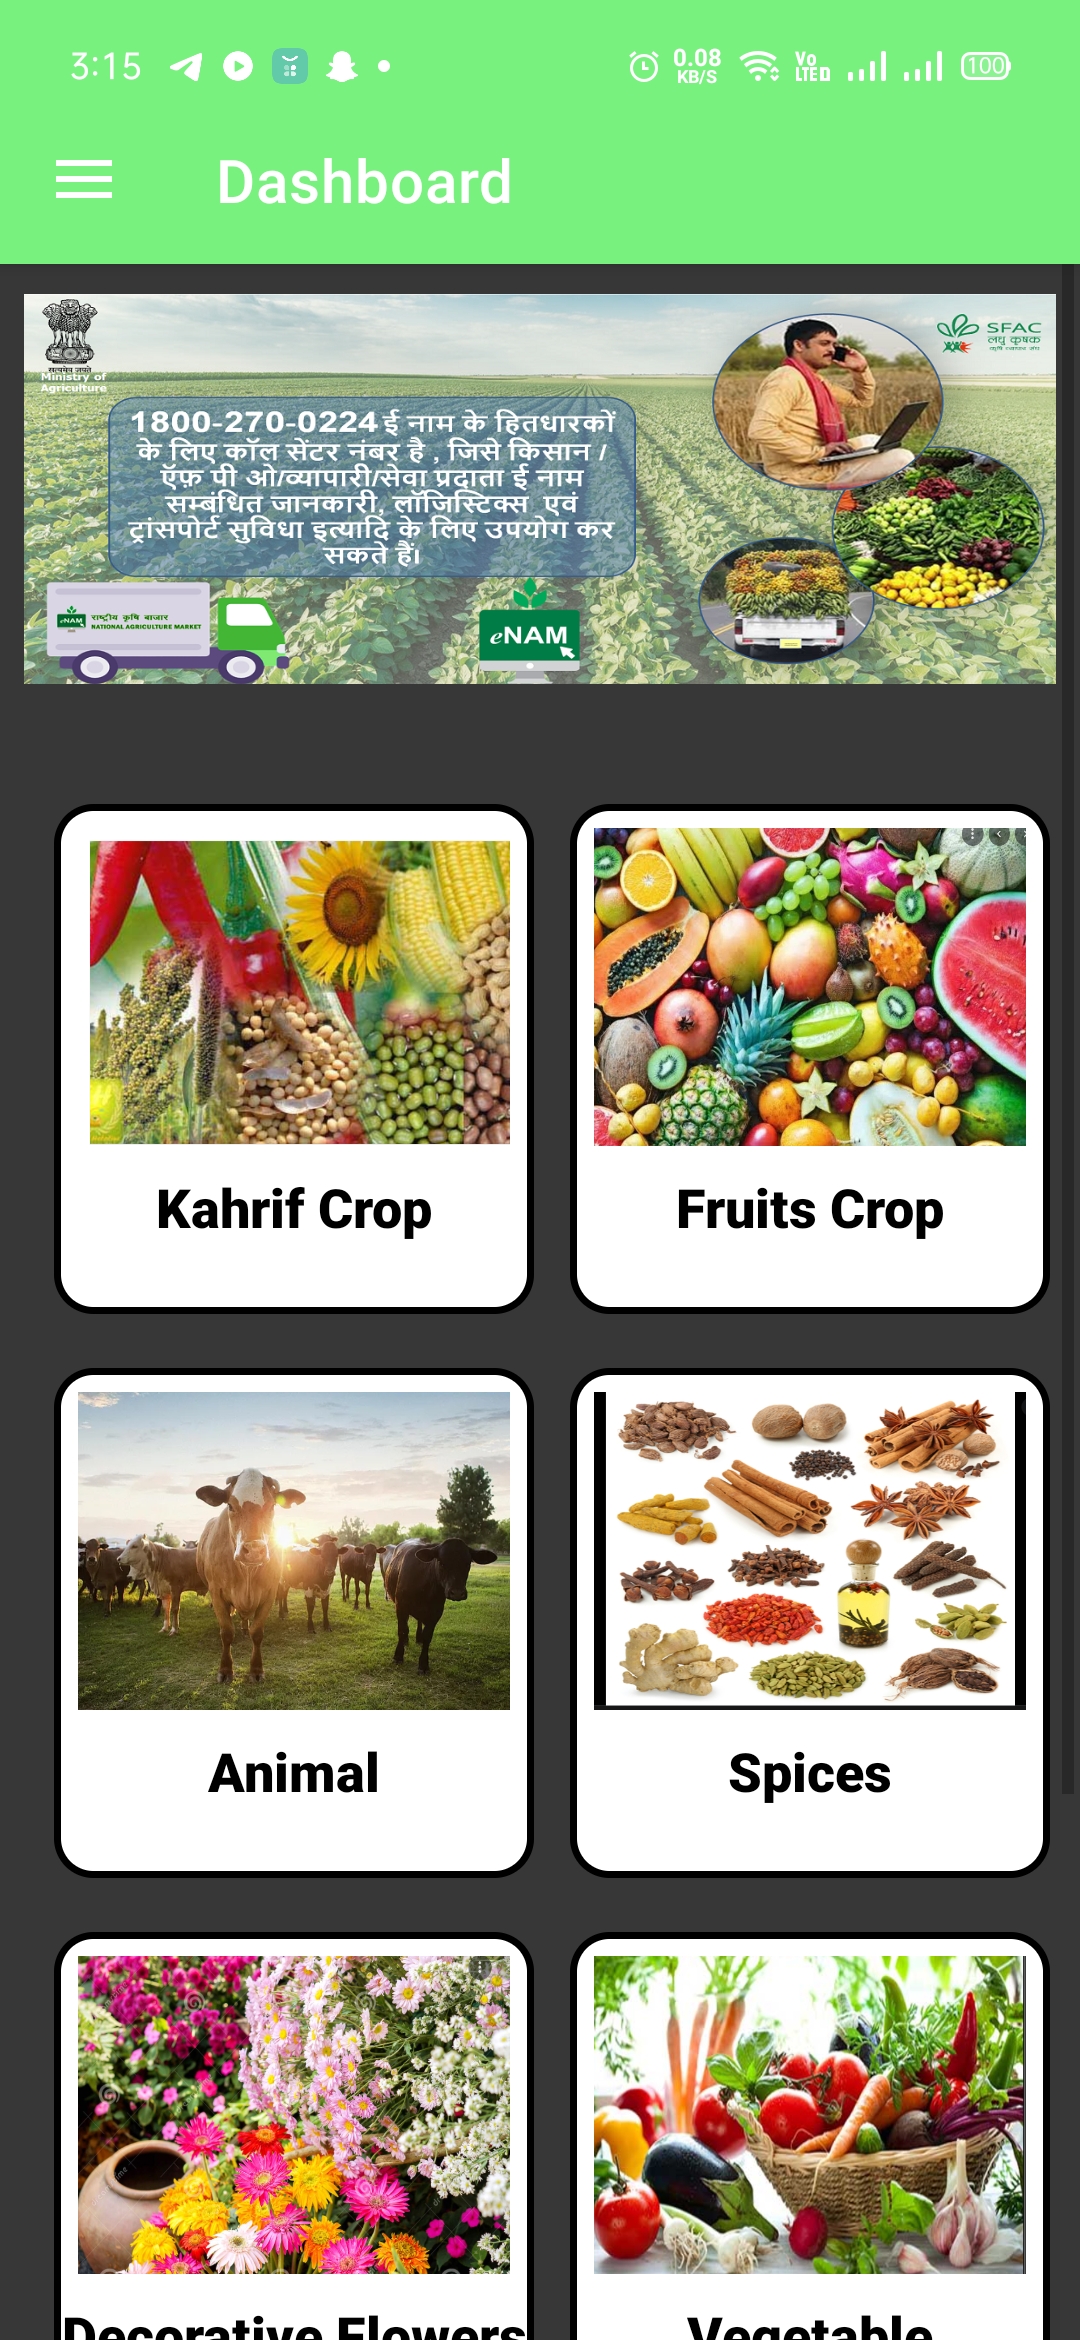 3:15
0.08
KB/S
Vo
LTE
100
Dashboard
सत्यमेव जयते
Ministry of
Agriculture
SFAC
लघु कृषक
कृषि व्यापार संघ
1800-270-0224 ई नाम के हितधारकों
के लिए कॉल सेंटर नंबर है , जिसे किसान /
ऍफ़ पी ओ/व्यापारी/सेवा प्रदाता ई नाम
सम्बंधित जानकारी, लॉजिस्टिक्स एवं
ट्रांसपोर्ट सुविधा इत्यादि के लिए उपयोग कर
सकते हैं।
eNAM
राष्ट्रीय कृषि बाजार
NATIONAL AGRICULTURE MARKET
eNAM
Kahrif Crop
Fruits Crop
Animal
Spices
Decorative Flowers
Vegetable